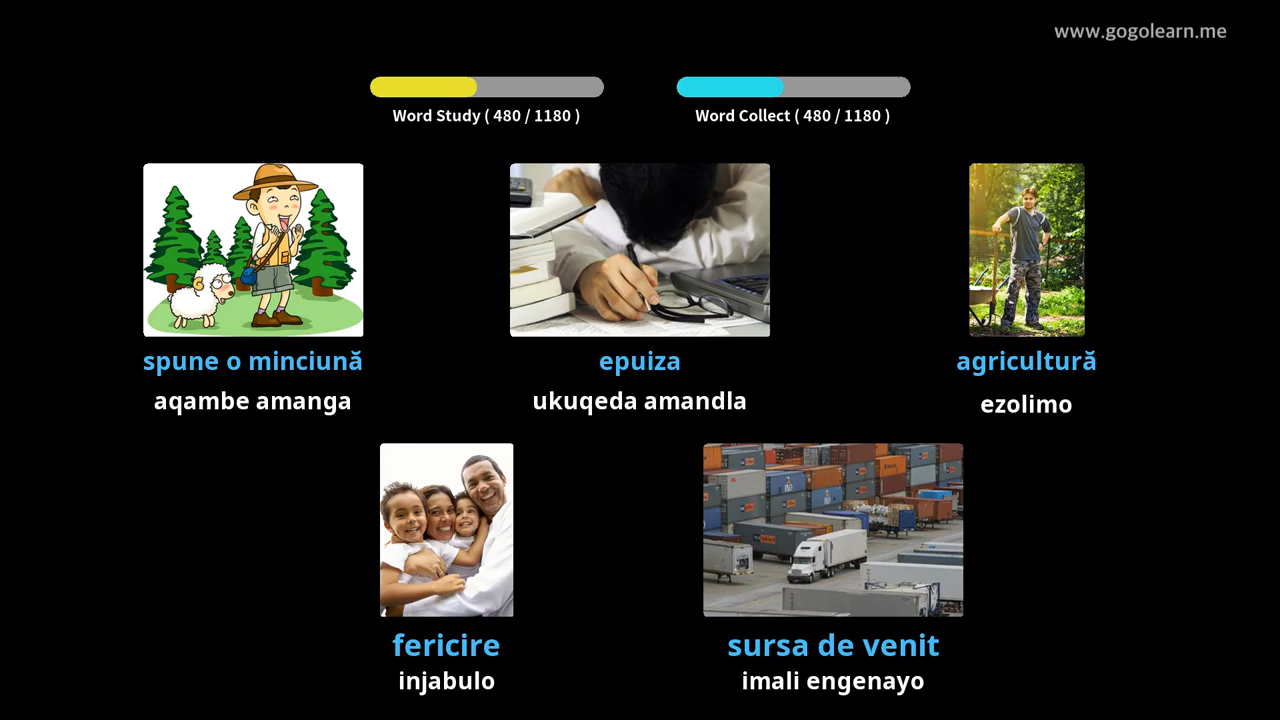 www.gogolearn.me
Word Study ( 480 / 1180 )
Word Collect ( 480 / 1180 )
spune o minciună
aqambe amanga
epuiza
ukuqeda amandla
agricultură
ezolimo
fericire
injabulo
sursa de venit
imali engenayo